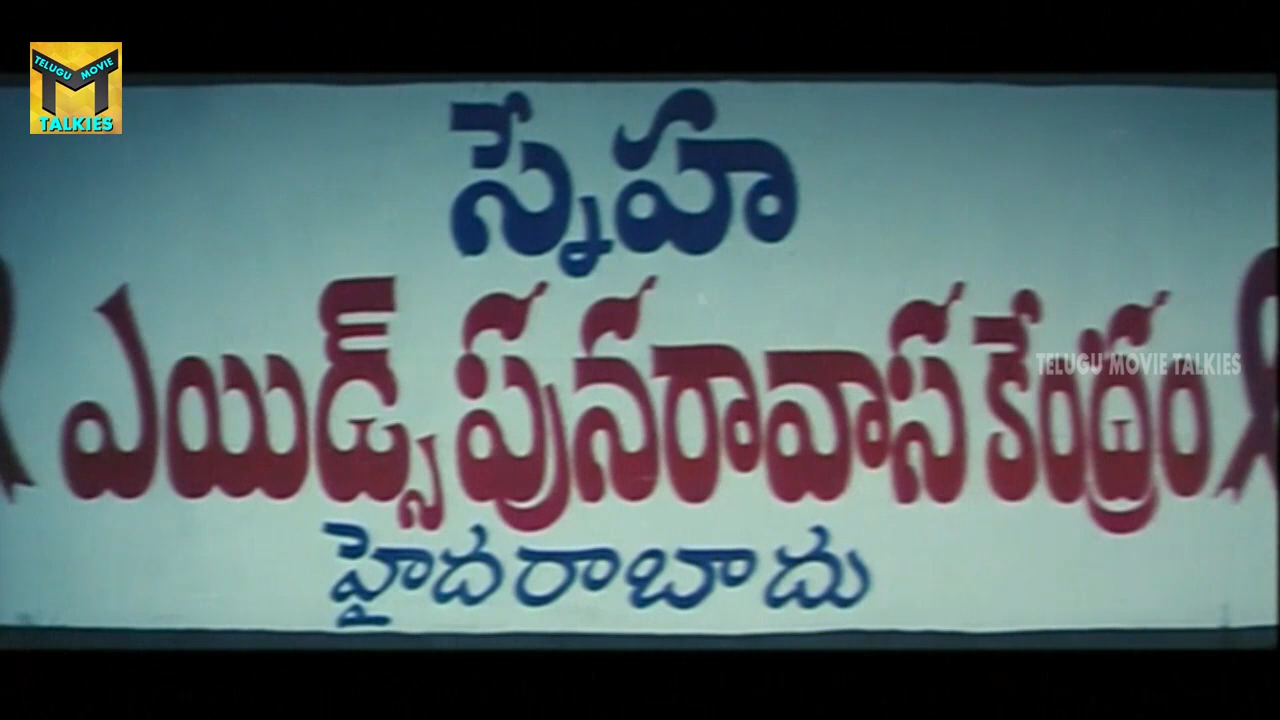 TELUGU MOVIE
TALKIES
స్నేహ
ఎయిడ్స్ పునరావాస కేంద్రం
TELUGU MOVIE TALKIES
హైదరాబాదు